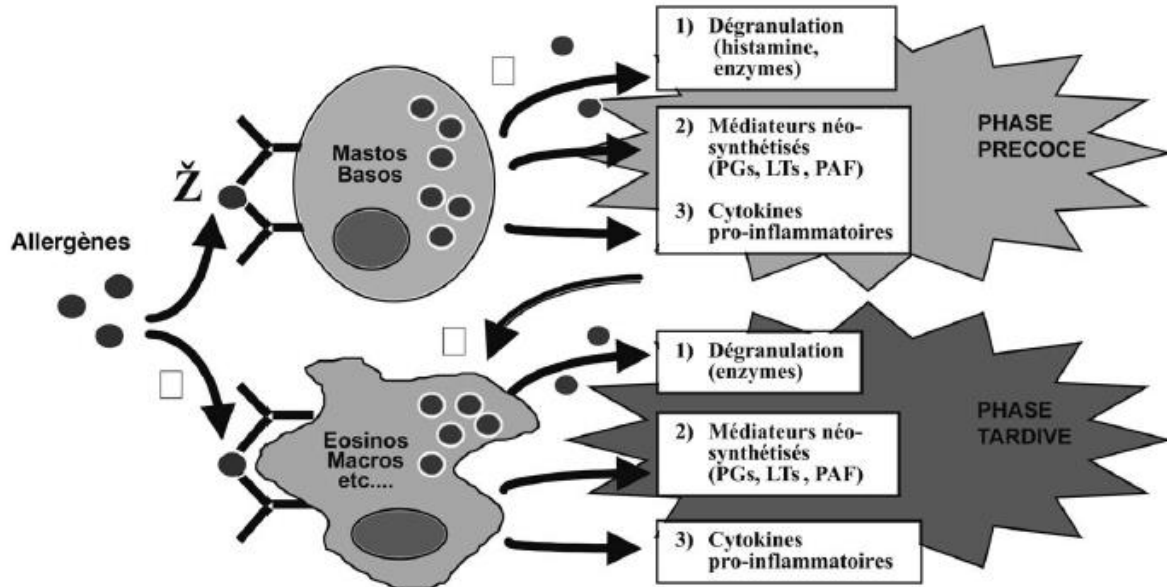 1) Dégranulation
(histamine,
enzymes)
2) Médiateurs néo-
synthétisés
(PGs, LTs , PAF)
3) Cytokines
pro-inflammatoires
PHASE
PRECOCE
Mastos
Basos
Ž
Allergènes
1) Dégranulation
(enzymes)
2) Médiateurs néo-
synthétisés
(PGs, LTs , PAF)
3) Cytokines
pro-inflammatoires
PHASE
TARDIVE
Eosinos
Macros
etc....